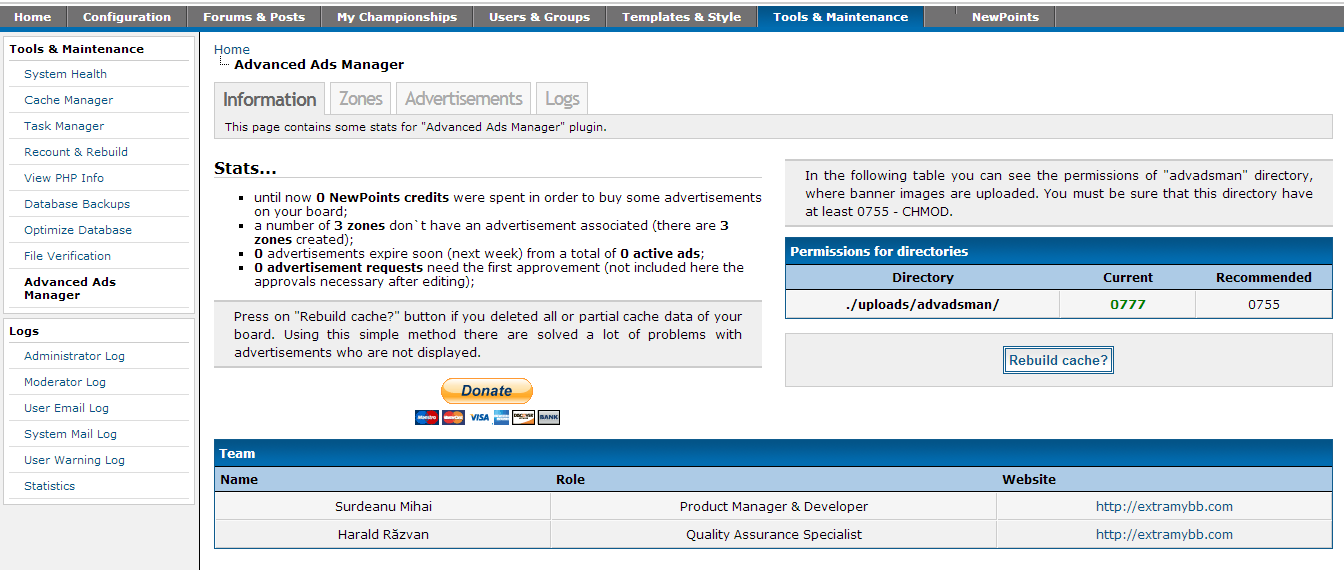 Home Configuration Forums & Posts My Championships Users & Groups Templates & Style Tools & Maintenance NewPoints
Tools & Maintenance
System Health
Cache Manager
Task Manager
Recount & Rebuild
View PHP Info
Database Backups
Optimize Database
File Verification
Advanced Ads
Manager
Logs
Administrator Log
Moderator Log
User Email Log
System Mail Log
User Warning Log
Statistics
Home
Advanced Ads Manager
Information Zones Advertisements Logs
This page contains some stats for "Advanced Ads Manager" plugin.
Stats...
until now 0 NewPoints credits were spent in order to buy some advertisements
on your board;
a number of 3 zones don`t have an advertisement associated (there are 3
zones created);
0 advertisements expire soon (next week) from a total of 0 active ads;
0 advertisement requests need the first approvement (not included here the
approvals necessary after editing);
Press on "Rebuild cache?" button if you deleted all or partial cache data of your
board. Using this simple method there are solved a lot of problems with
advertisements who are not displayed.
Donate
Maestro MasterCard VISA DISCOVER BANK
In the following table you can see the permissions of "advadsman" directory,
where banner images are uploaded. You must be sure that this directory have
at least 0755 - CHMOD.
Permissions for directories
Directory Current Recommended
./uploads/advadsman/ 0777 0755
Rebuild cache?
Team
Name Role Website
Surdeanu Mihai Product Manager & Developer http://extramybb.com
Harald Răzvan Quality Assurance Specialist http://extramybb.com